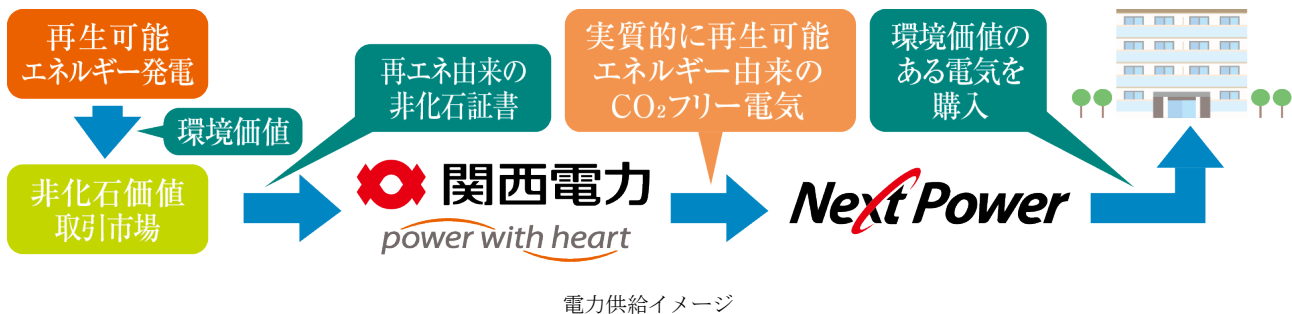 再生可能
エネルギー発電
環境価値
非化石価値
取引市場
再エネ由来の
非化石証書
関西電力
power with heart
実質的に再生可能
エネルギー由来の
CO₂フリー電気
Next Power
環境価値の
ある電気を
購入
電力供給イメージ